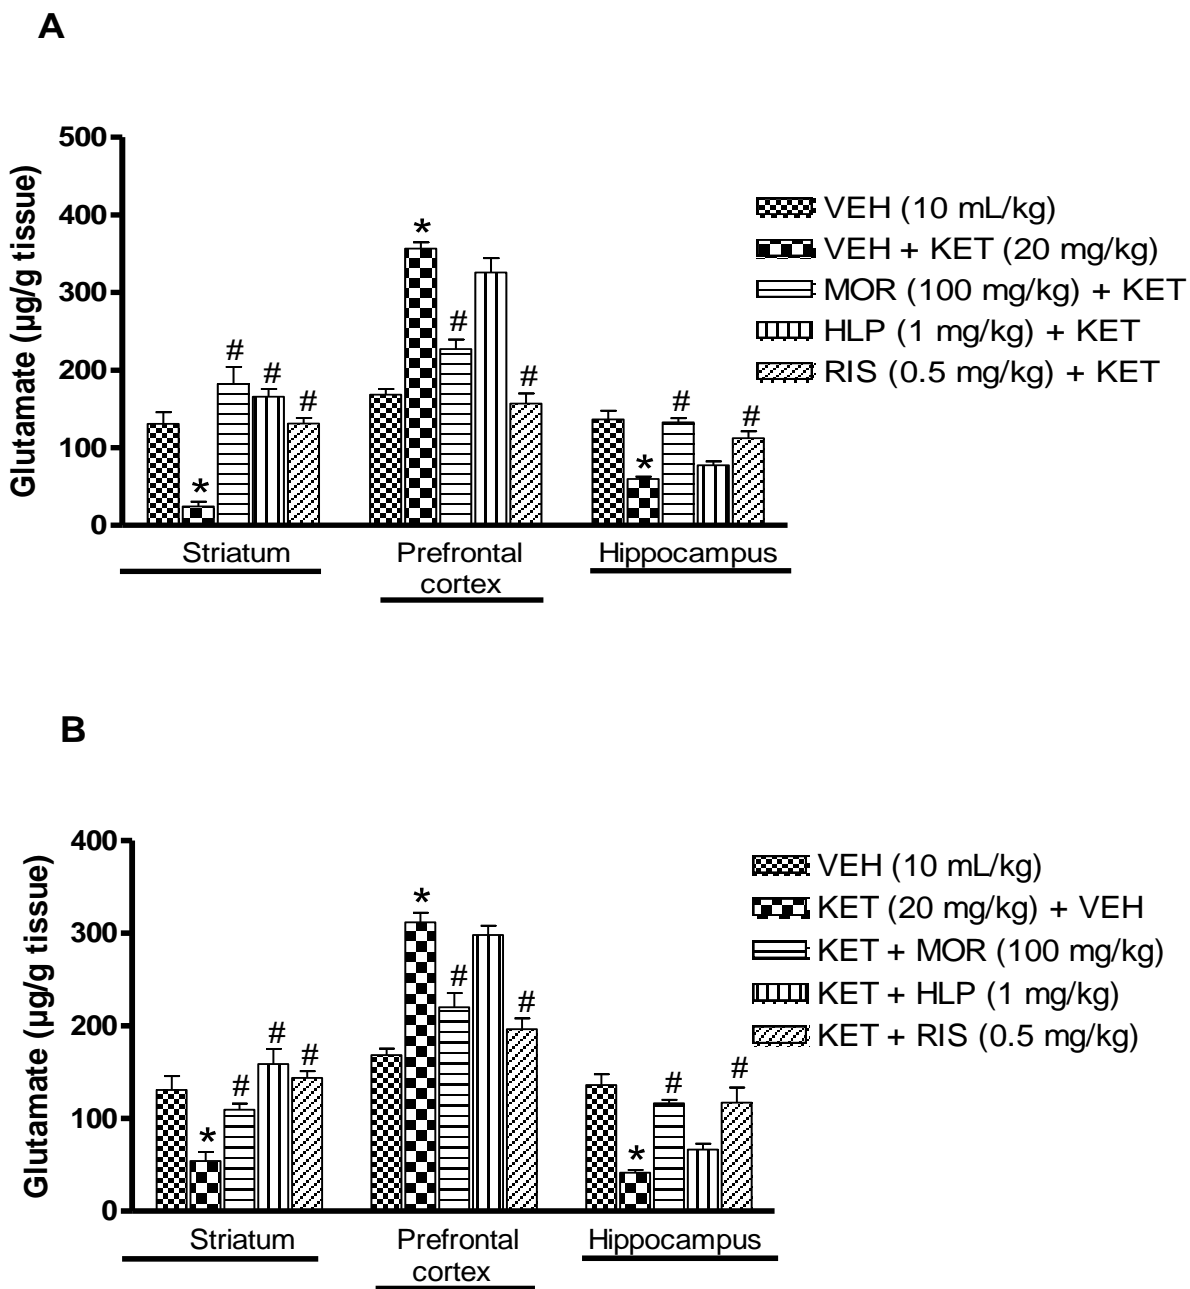 A
500
400
300
200
100
0
Glutamate (µg/g tissue)
*
#
#
#
*
#
#
*
#
#
VEH (10 mL/kg)
VEH + KET (20 mg/kg)
MOR (100 mg/kg) + KET
HLP (1 mg/kg) + KET
RIS (0.5 mg/kg) + KET
Striatum
Prefrontal
cortex
Hippocampus
B
400
300
200
100
0
Glutamate (µg/g tissue)
*
#
#
#
*
#
#
*
#
#
VEH (10 mL/kg)
KET (20 mg/kg) + VEH
KET + MOR (100 mg/kg)
KET + HLP (1 mg/kg)
KET + RIS (0.5 mg/kg)
Striatum
Prefrontal
cortex
Hippocampus